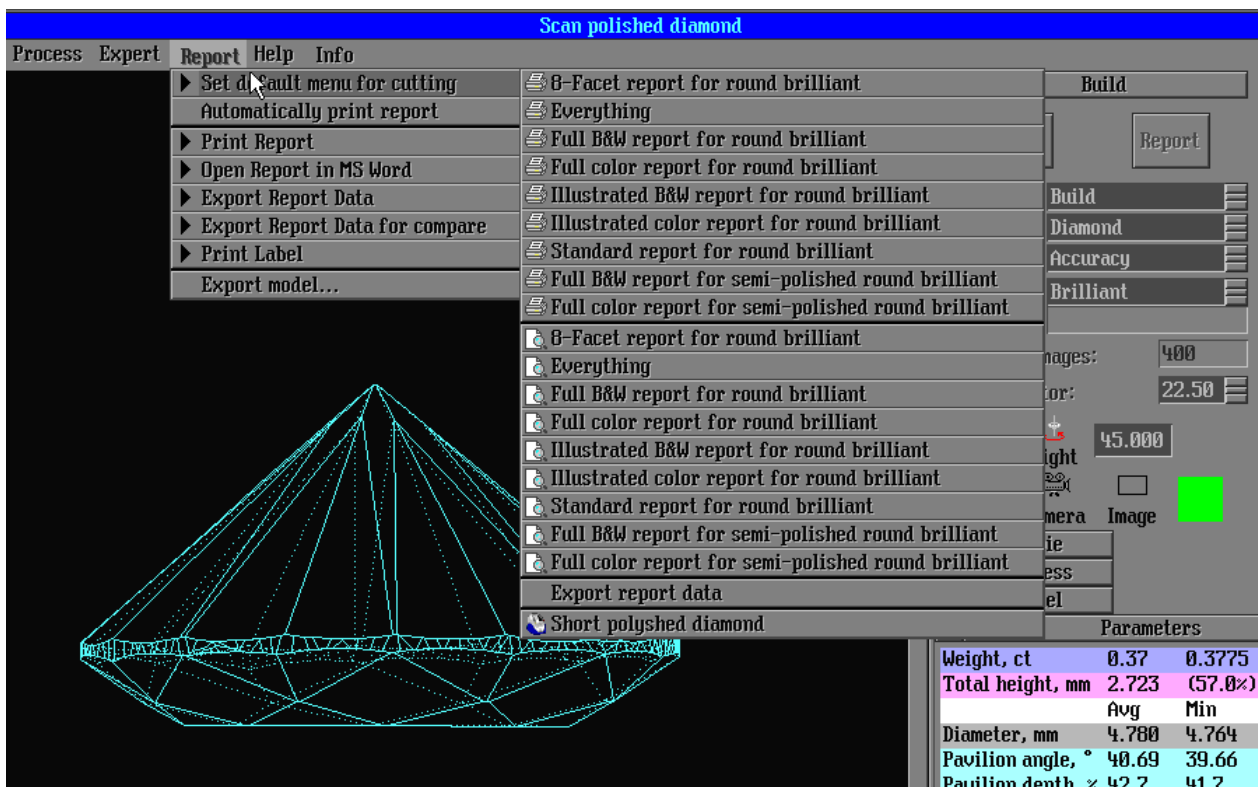 Scan polished diamond
Process Expert Report Help Info
Set default menu for cutting
Automatically print report
Print Report
Open Report in MS Word
Export Report Data
Export Report Data for compare
Print Label
Export model...
8-Facet report for round brilliant
Everything
Full B&W report for round brilliant
Full color report for round brilliant
Illustrated B&W report for round brilliant
Illustrated color report for round brilliant
Standard report for round brilliant
Full B&W report for semi-polished round brilliant
Full color report for semi-polished round brilliant
8-Facet report for round brilliant
Everything
Full B&W report for round brilliant
Full color report for round brilliant
Illustrated B&W report for round brilliant
Illustrated color report for round brilliant
Standard report for round brilliant
Full B&W report for semi-polished round brilliant
Full color report for semi-polished round brilliant
Export report data
Short polyshed diamond
Build
Report
Build
Diamond
Accuracy
Brilliant
400
22.50
45.000
Image
Parameters
Weight, ct 0.37 0.3775
Total height, mm 2.723 (57.0%)
Avg Min
Diameter, mm 4.780 4.764
Pavilion angle, ° 40.69 39.66
Pavilion depth, % 42.7 41.7